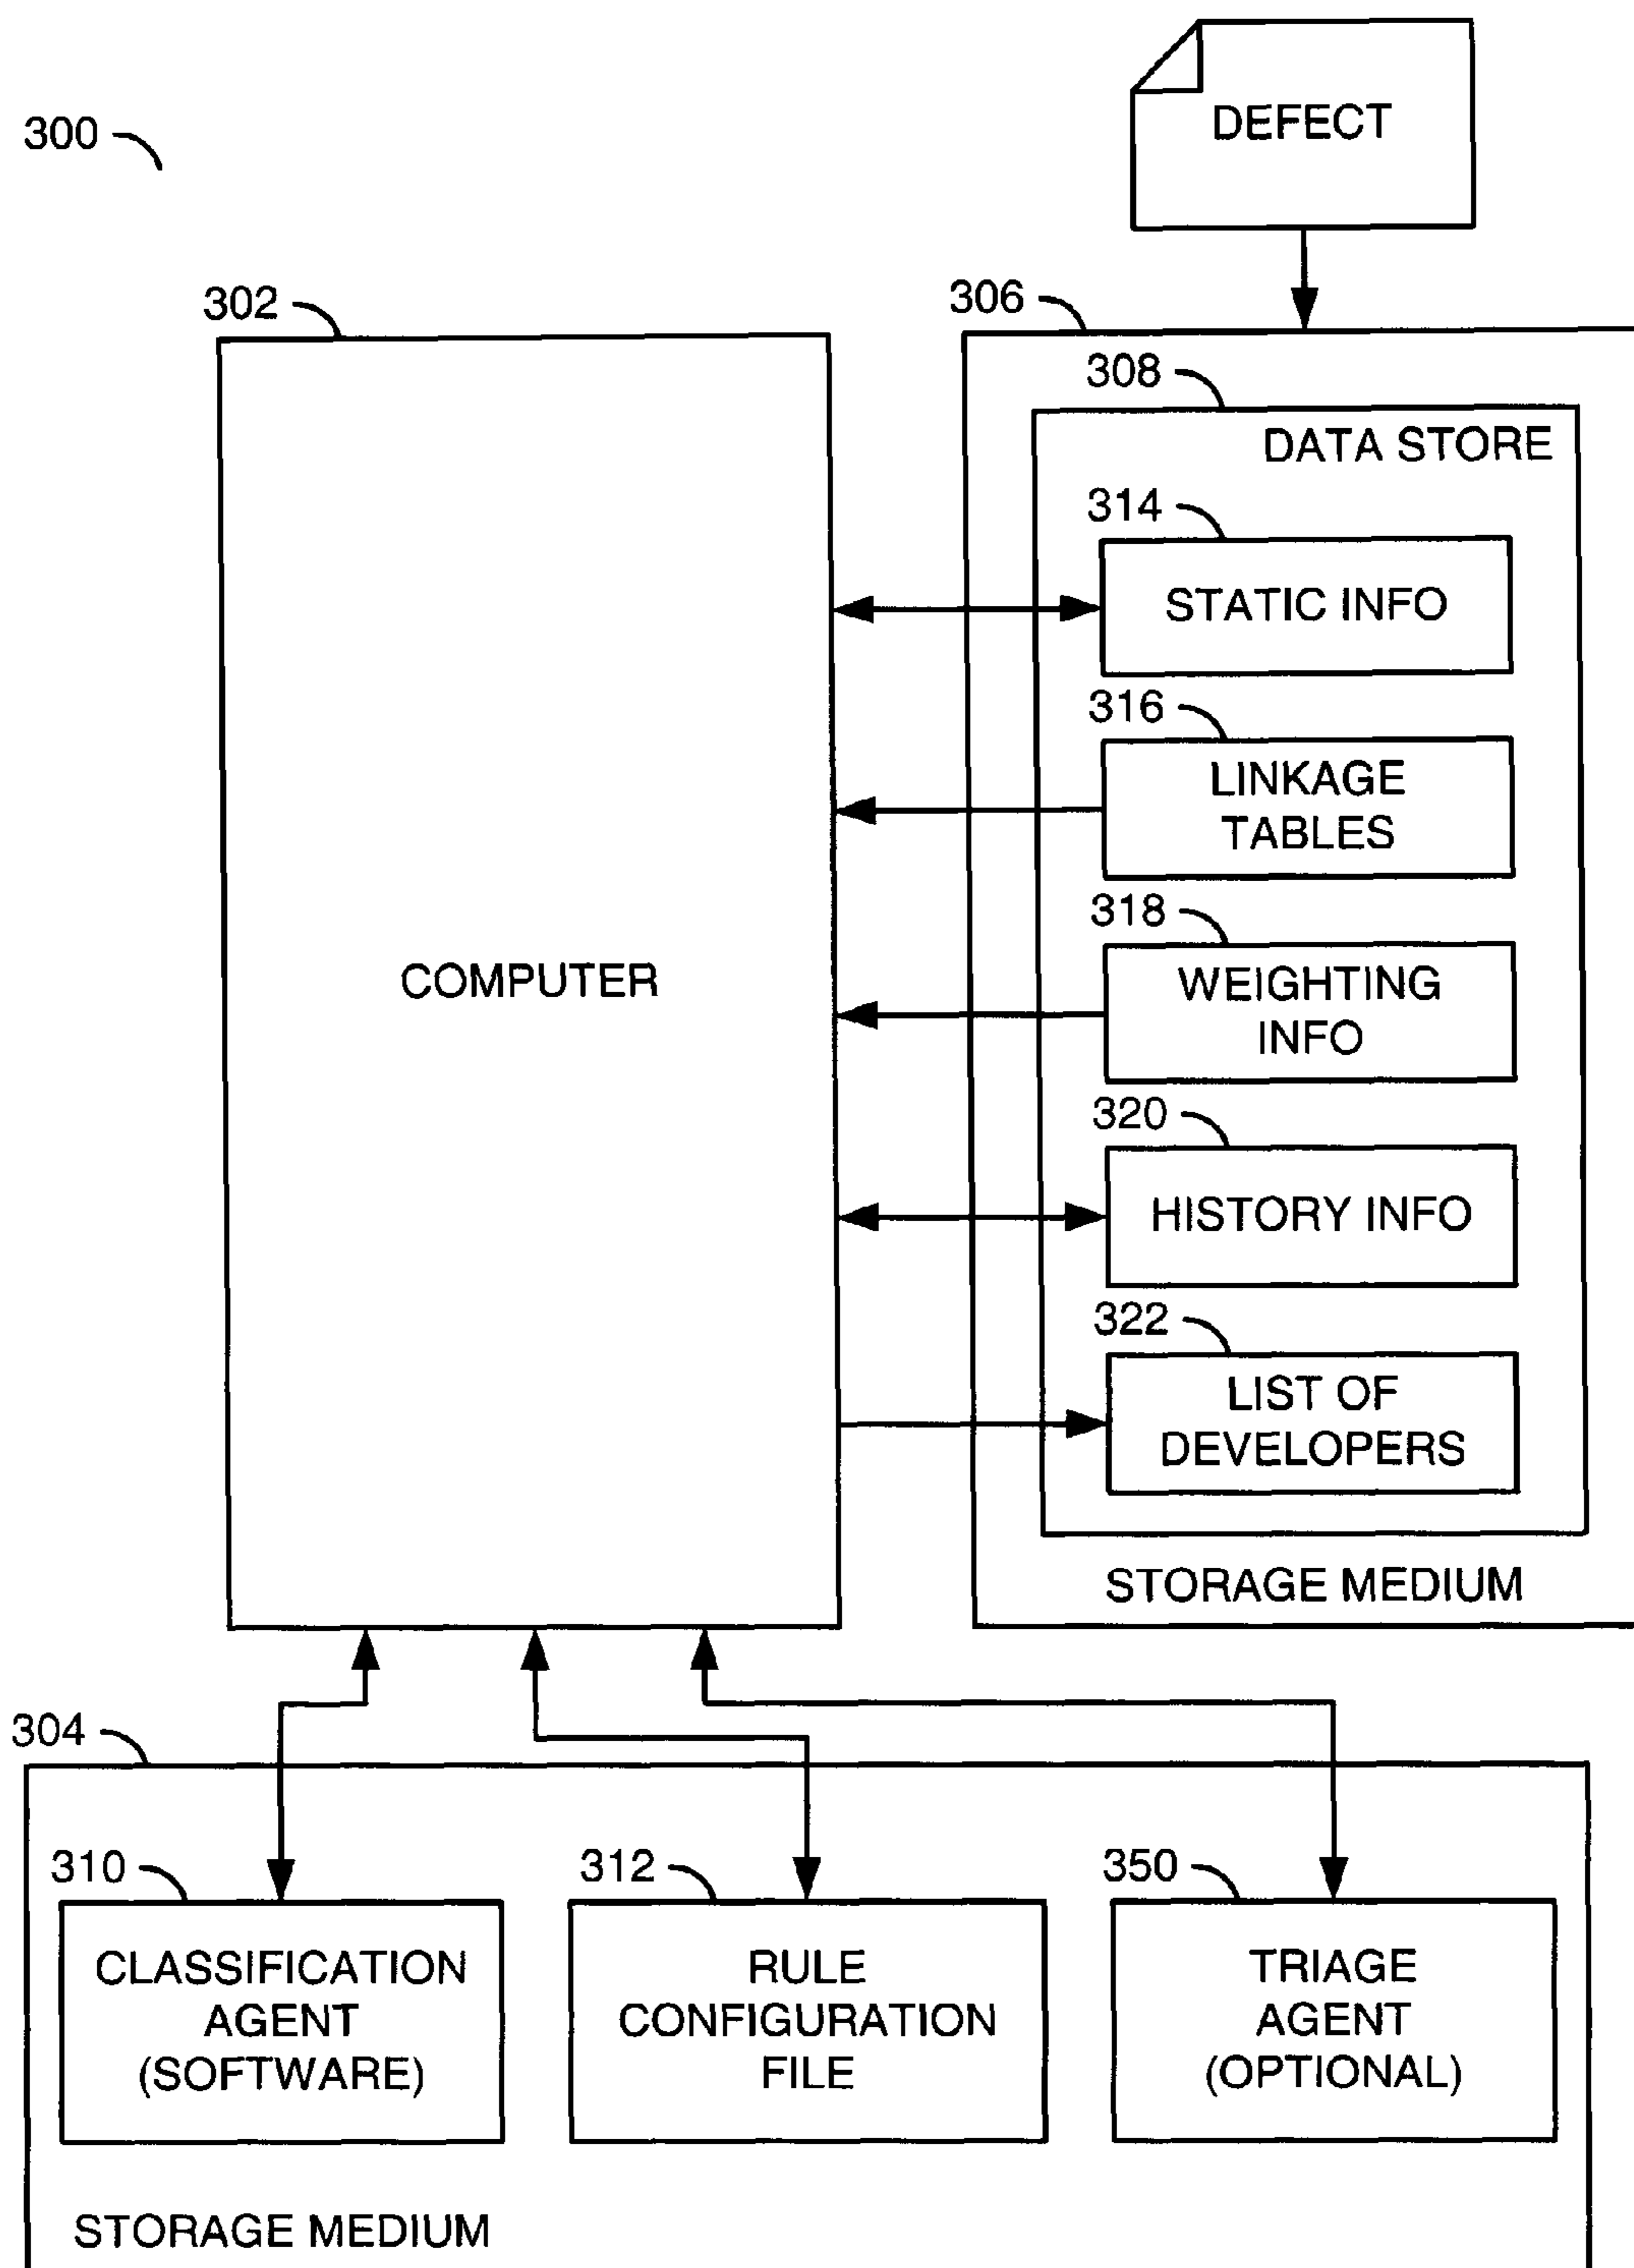 DEFECT
300
302
306
308
DATA STORE
314
STATIC INFO
316
LINKAGE
TABLES
318
WEIGHTING
INFO
COMPUTER
320
HISTORY INFO
322
LIST OF
DEVELOPERS
STORAGE MEDIUM
304
310
312
350
CLASSIFICATION
AGENT
(SOFTWARE)
RULE
CONFIGURATION
FILE
TRIAGE
AGENT
(OPTIONAL)
STORAGE MEDIUM